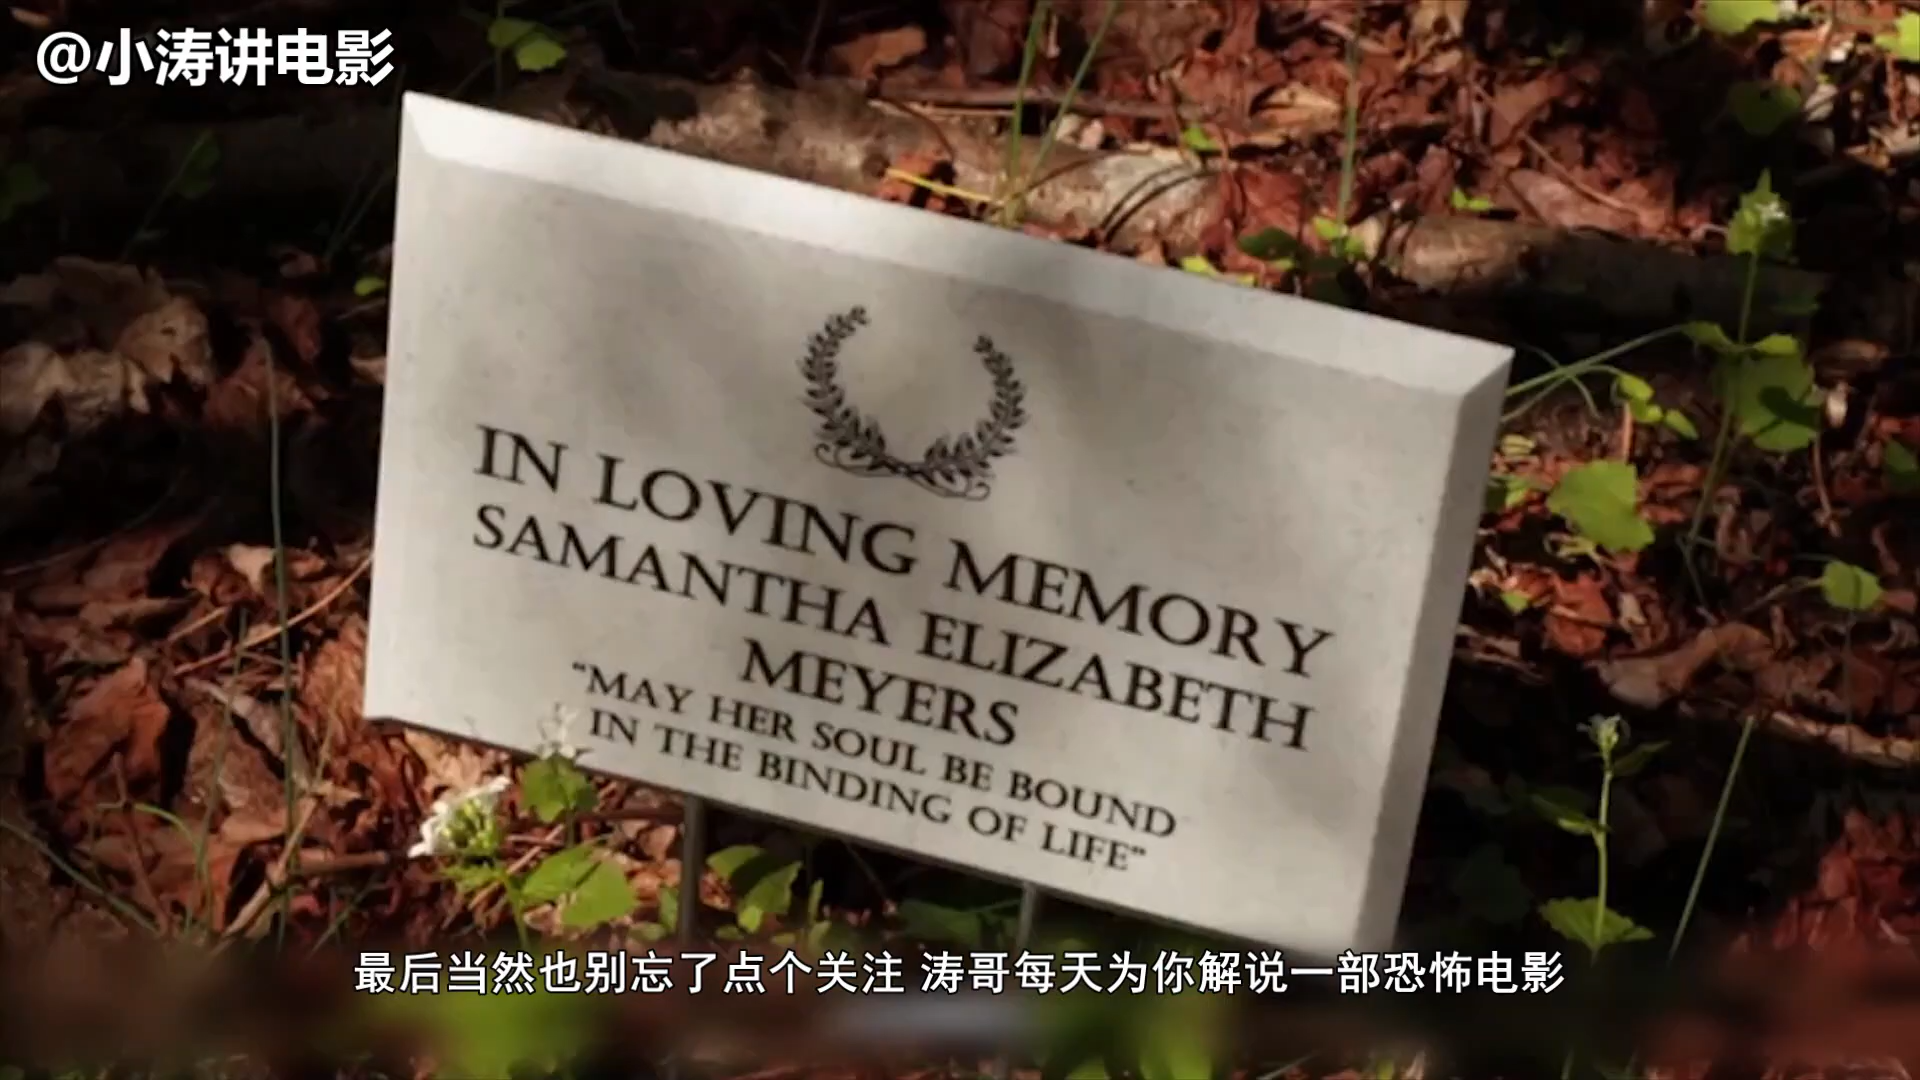 @小涛讲电影
IN LOVING MEMORY
SAMANTHA ELIZABETH
MEYERS
“MAY HER SOUL BE BOUND
IN THE BINDING OF LIFE”
最后当然也别忘了点个关注 涛哥每天为你解说一部恐怖电影